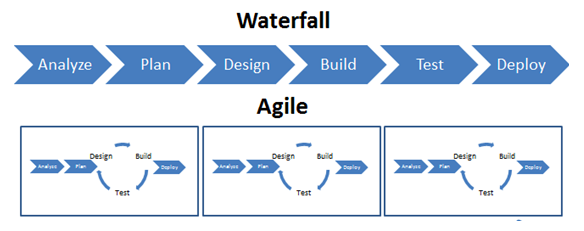 Waterfall
Analyze Plan Design Build Test Deploy
Agile
Design Build Design Build Design Build
Analyze Plan Deploy Analyze Plan Deploy Analyze Plan Deploy
Test Test Test